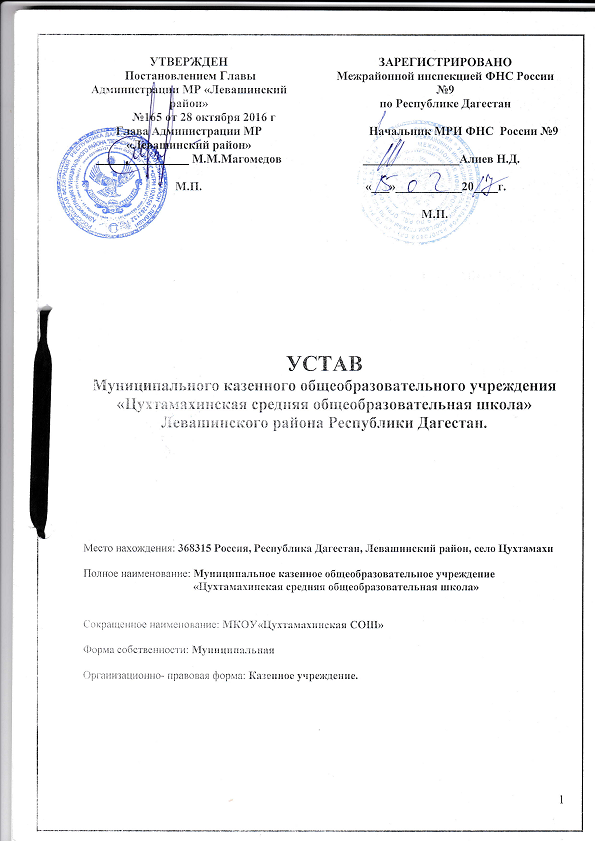 УТВЕРЖДЕН
Постановлением Главы
Администрации МР «Левашинский
район»
№165 от 28 октября 2016 г
Глава Администрации МР
«Левашинский район»
М.М.Магомедов
М.П.
ЗАРЕГИСТРИРОВАНО
Межрайонной инспекцией ФНС России
№9
по Республике Дагестан
Начальник МРИ ФНС России №9
Алиев Н.Д.
« » 02 20 г.
М.П.
УСТАВ
Муниципального казенного общеобразовательного учреждения
«Цухтамахинская средняя общеобразовательная школа»
Левашинского района Республики Дагестан.
Место нахождения: 368315 Россия, Республика Дагестан, Левашинский район, село Цухтамахи
Полное наименование: Муниципальное казенное общеобразовательное учреждение
«Цухтамахинская средняя общеобразовательная школа»
Сокращенное наименование: МКОУ«Цухтамахинская СОШ»
Форма собственности: Муниципальная
Организационно- правовая форма: Казенное учреждение.
1